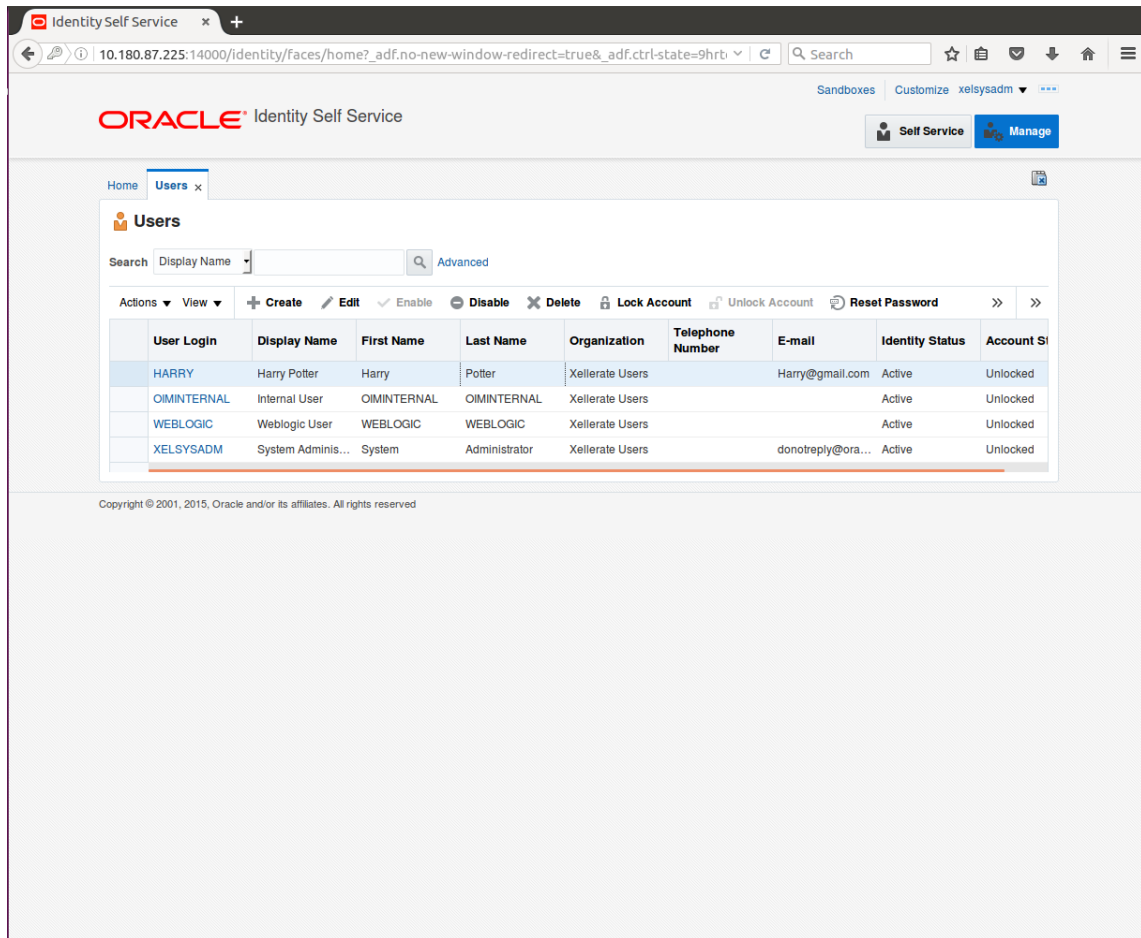 Identity Self Service × +
10.180.87.225:14000/identity/faces/home?_adf.no-new-window-redirect=true&_adf.ctrl-state=9hrt Search
Sandboxes Customize xelsysadm
ORACLE Identity Self Service
Self Service Manage
Home Users ×
Users
Search Display Name Advanced
Actions View Create Edit Enable Disable Delete Lock Account Unlock Account Reset Password » »
User Login Display Name First Name Last Name Organization Telephone Number E-mail Identity Status Account St
HARRY Harry Potter Harry Potter Xellerate Users Harry@gmail.com Active Unlocked
OIMINTERNAL Internal User OIMINTERNAL OIMINTERNAL Xellerate Users Active Unlocked
WEBLOGIC Weblogic User WEBLOGIC WEBLOGIC Xellerate Users Active Unlocked
XELSYSADM System Adminis... System Administrator Xellerate Users donotreply@ora... Active Unlocked
Copyright © 2001, 2015, Oracle and/or its affiliates. All rights reserved